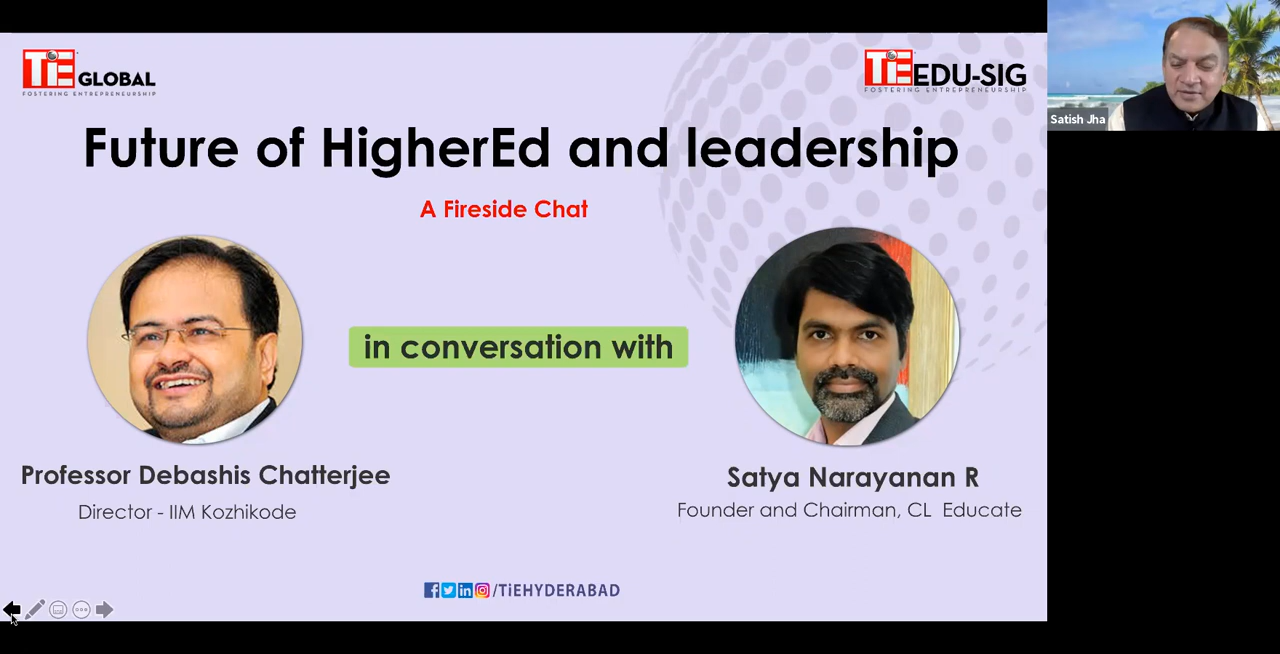 TiE GLOBAL
FOSTERING ENTREPRENEURSHIP
TiE EDU-SIG
FOSTERING ENTREPRENEURSHIP
Satish Jha
Future of HigherEd and leadership
A Fireside Chat
in conversation with
Professor Debashis Chatterjee
Director - IIM Kozhikode
Satya Narayanan R
Founder and Chairman, CL Educate
/TiEHYDERABAD